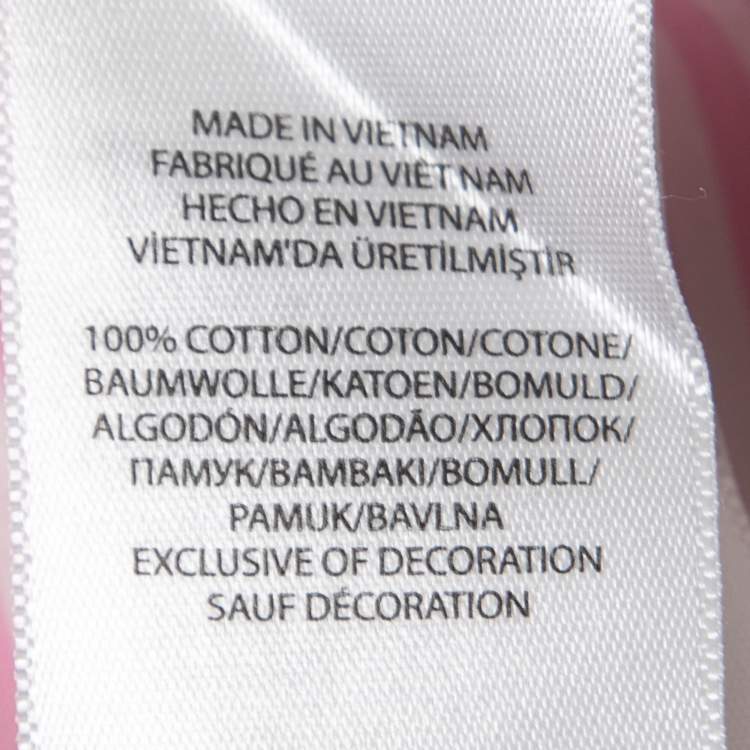 MADE IN VIETNAM
FABRIQUÉ AU VIÊT NAM
HECHO EN VIETNAM
VİETNAM'DA ÜRETİLMİŞTİR
100% COTTON/COTON/COTONE/
BAUMWOLLE/KATOEN/BOMULD/
ALGODÓN/ALGODÃO/ХЛОПОК/
ПАМУК/BAMBAKI/BOMULL/
PAMUK/BAVLNA
EXCLUSIVE OF DECORATION
SAUF DÉCORATION